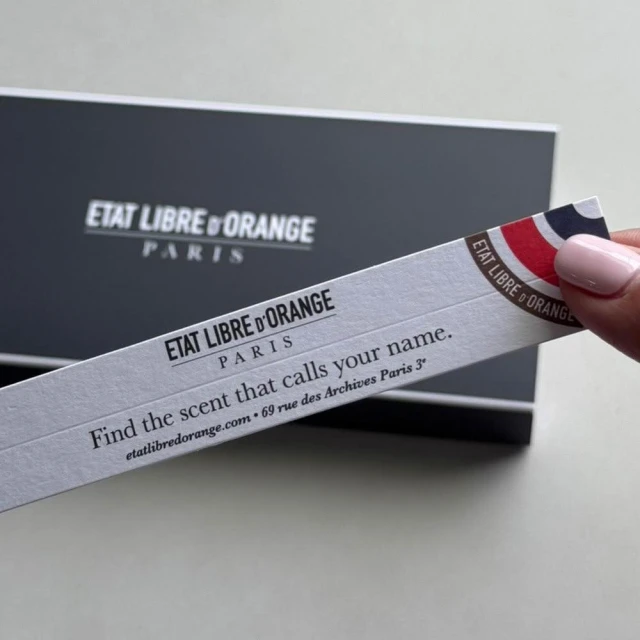 ETAT LIBRE D'ORANGE
PARIS
ETAT LIBRE D'ORANGE
ETAT LIBRE D'ORANGE
PARIS
Find the scent that calls your name.
etatlibredorange.com • 69 rue des Archives Paris 3e